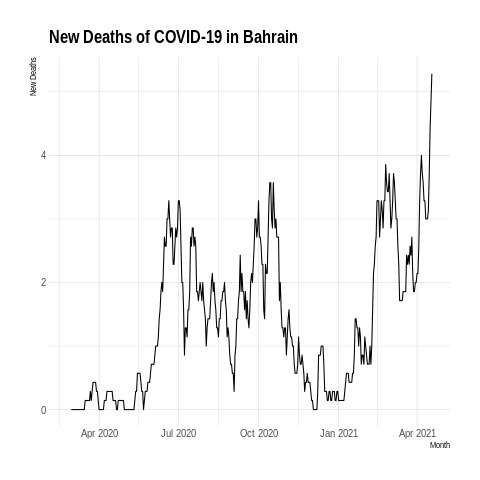 New Deaths of COVID-19 in Bahrain
New Deaths
4
2
0
Apr 2020 Jul 2020 Oct 2020 Jan 2021 Apr 2021
Month